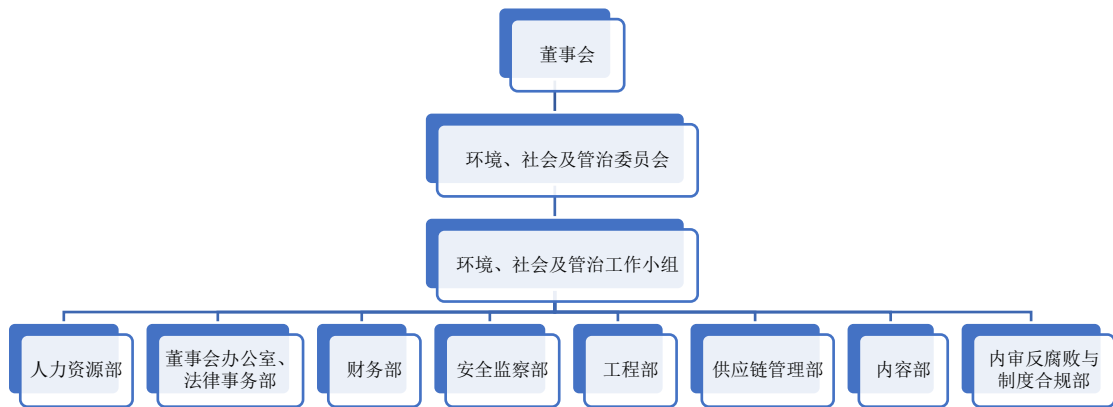 董事会
环境、社会及管治委员会
环境、社会及管治工作小组
人力资源部
董事会办公室、
法律事务部
财务部
安全监察部
工程部
供应链管理部
内容部
内审反腐败与
制度合规部